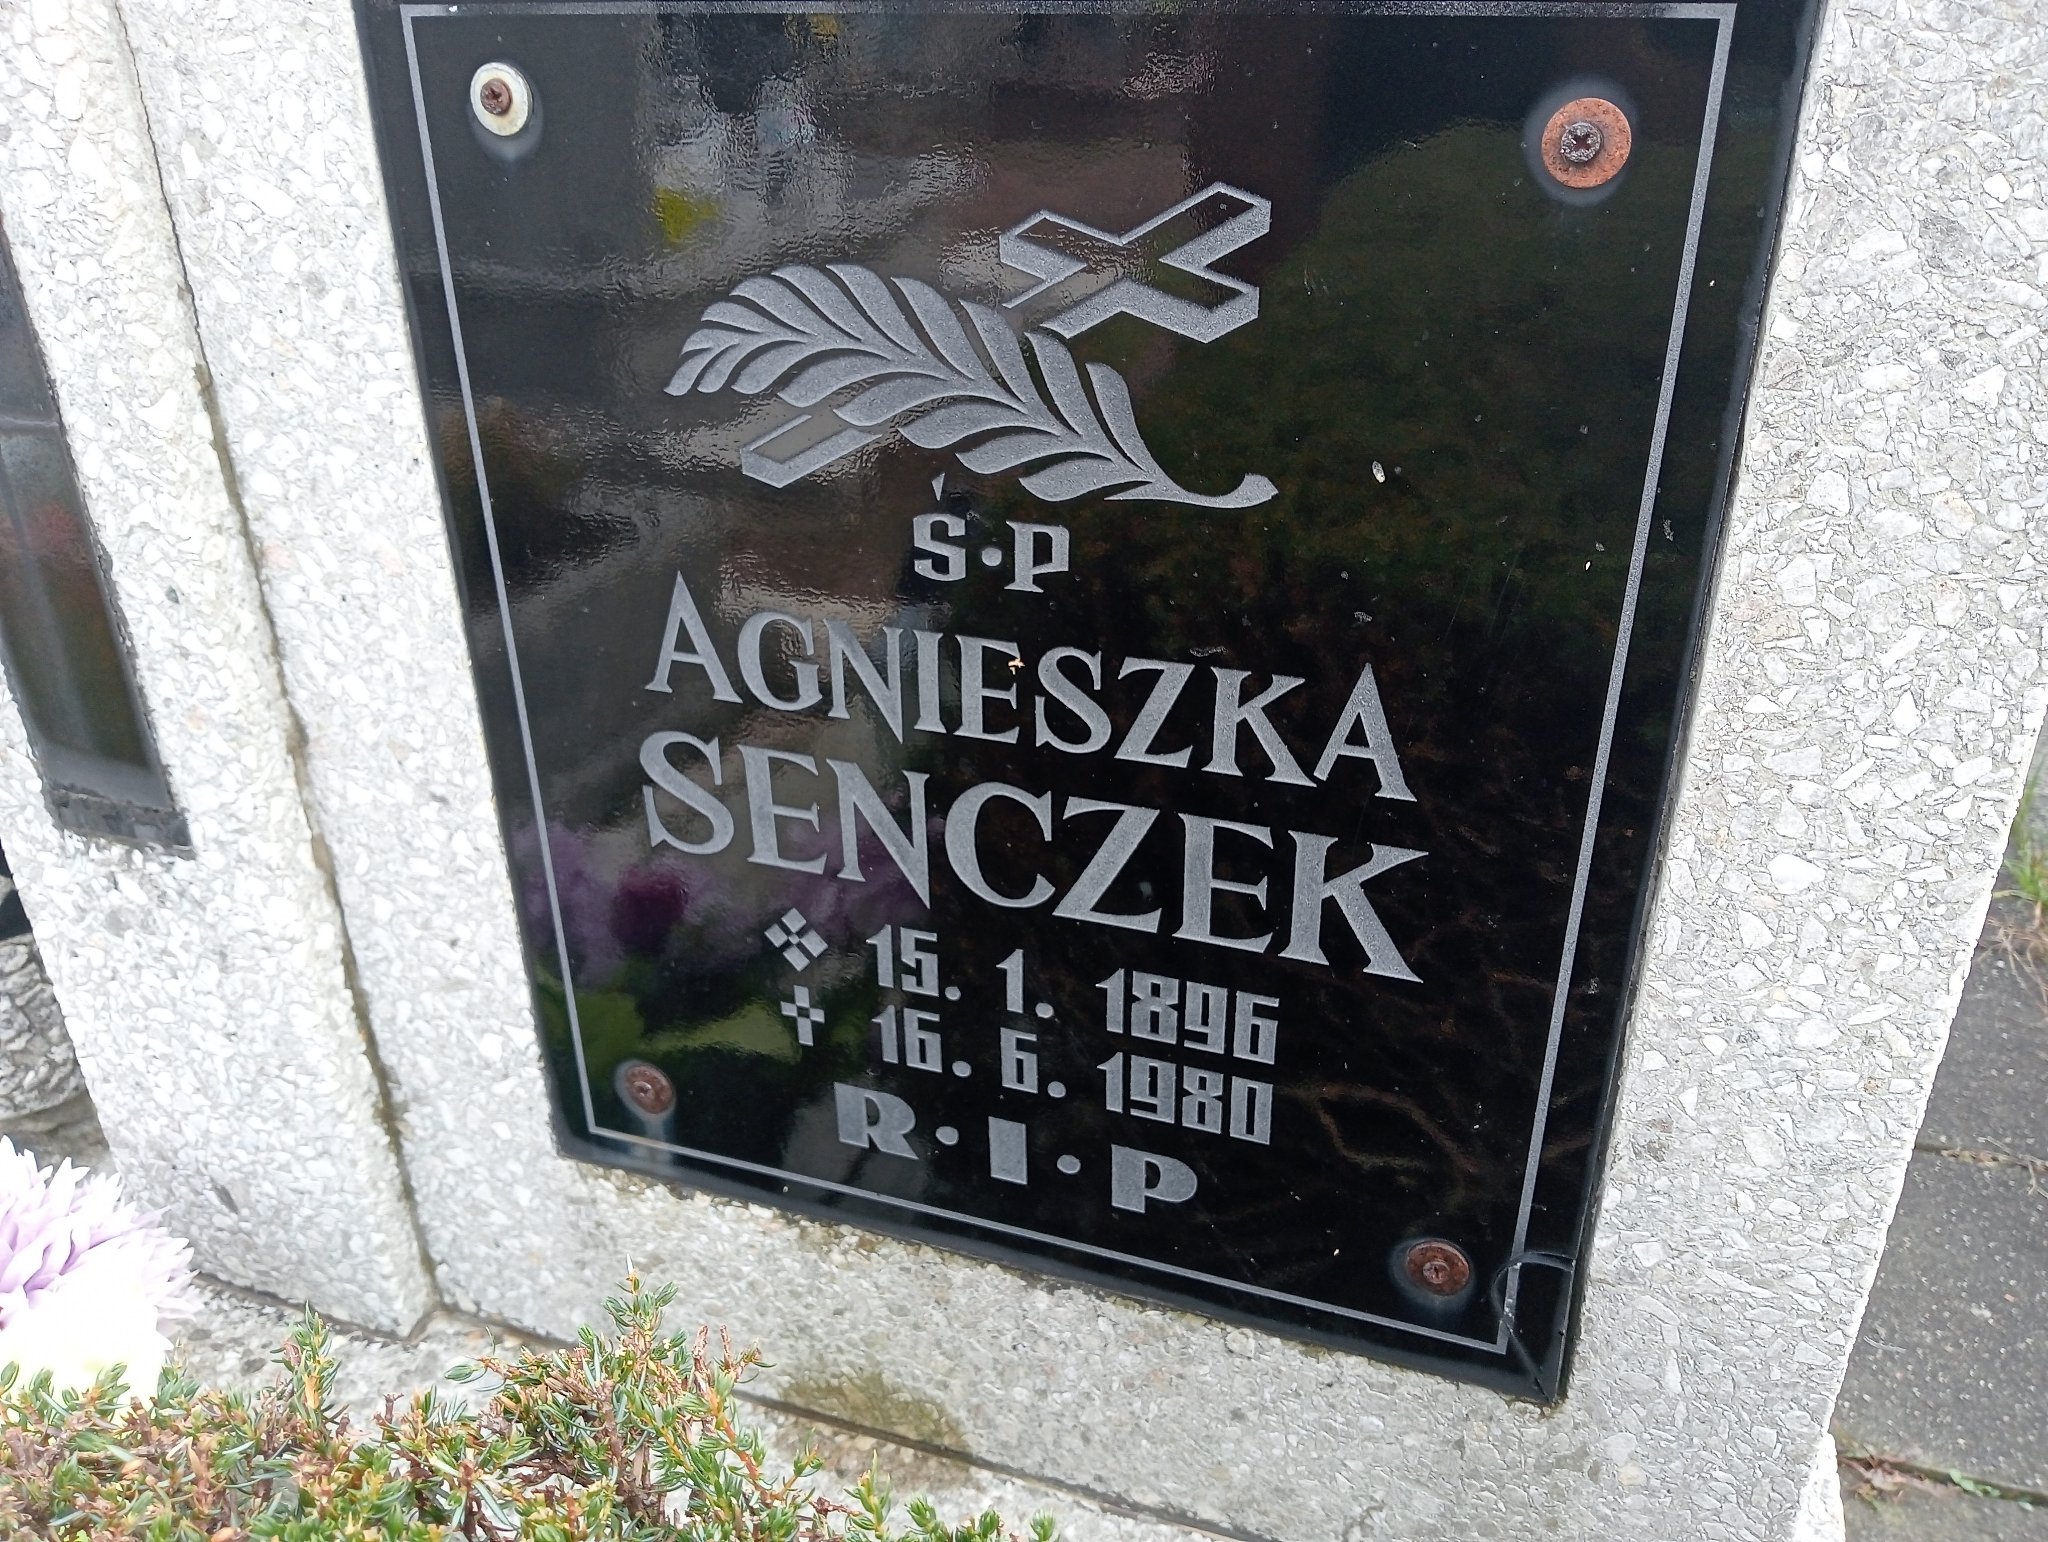 Ś·P
AGNIESZKA
SENCZEK
15. 1. 1896
16. 6. 1980
R·I·P